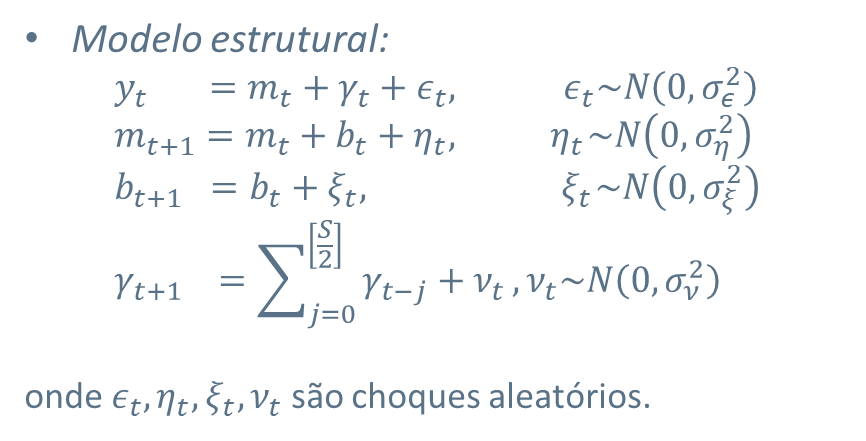 • Modelo estrutural:
y_t = m_t + γ_t + ϵ_t, ϵ_t~N(0, σ_ϵ^2)
m_{t+1} = m_t + b_t + η_t, η_t~N(0, σ_η^2)
b_{t+1} = b_t + ξ_t, ξ_t~N(0, σ_ξ^2)
γ_{t+1} = ∑_{j=0}^{[S/2]} γ_{t−j} + ν_t , ν_t~N(0, σ_ν^2)
onde ϵ_t, η_t, ξ_t, ν_t são choques aleatórios.